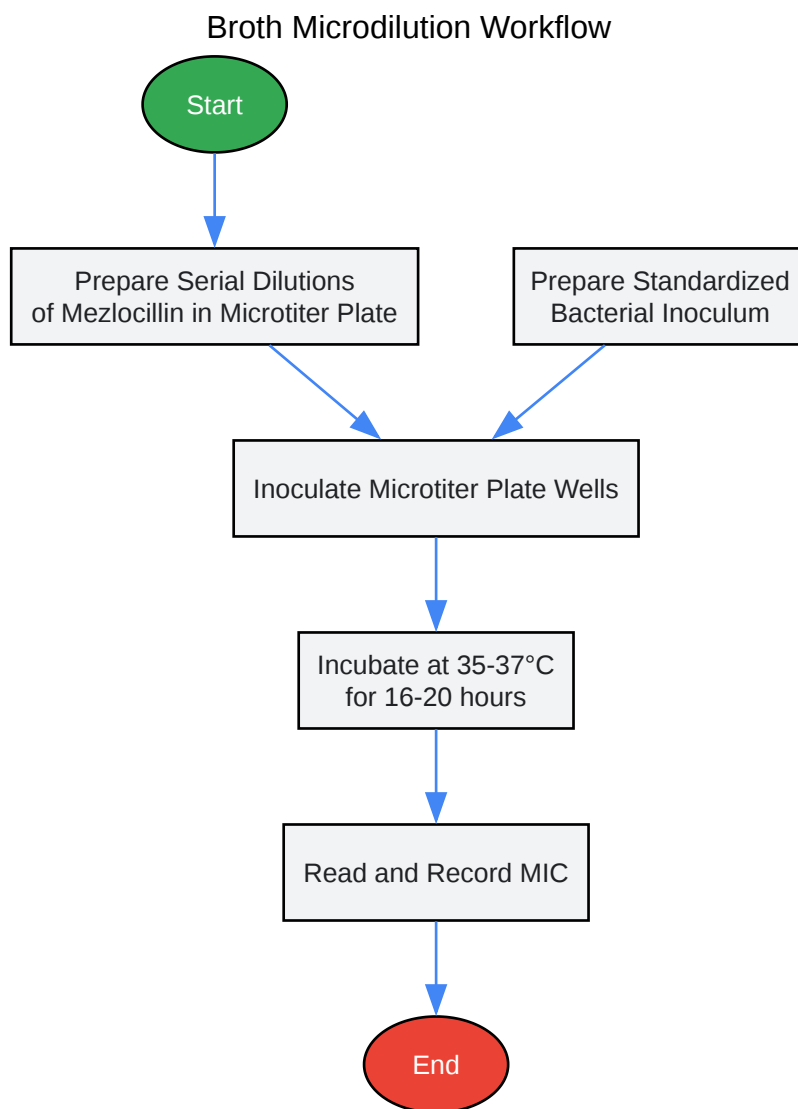 Broth Microdilution Workflow
Start
Prepare Serial Dilutions
of Mezlocillin in Microtiter Plate
Prepare Standardized
Bacterial Inoculum
Inoculate Microtiter Plate Wells
Incubate at 35-37°C
for 16-20 hours
Read and Record MIC
End